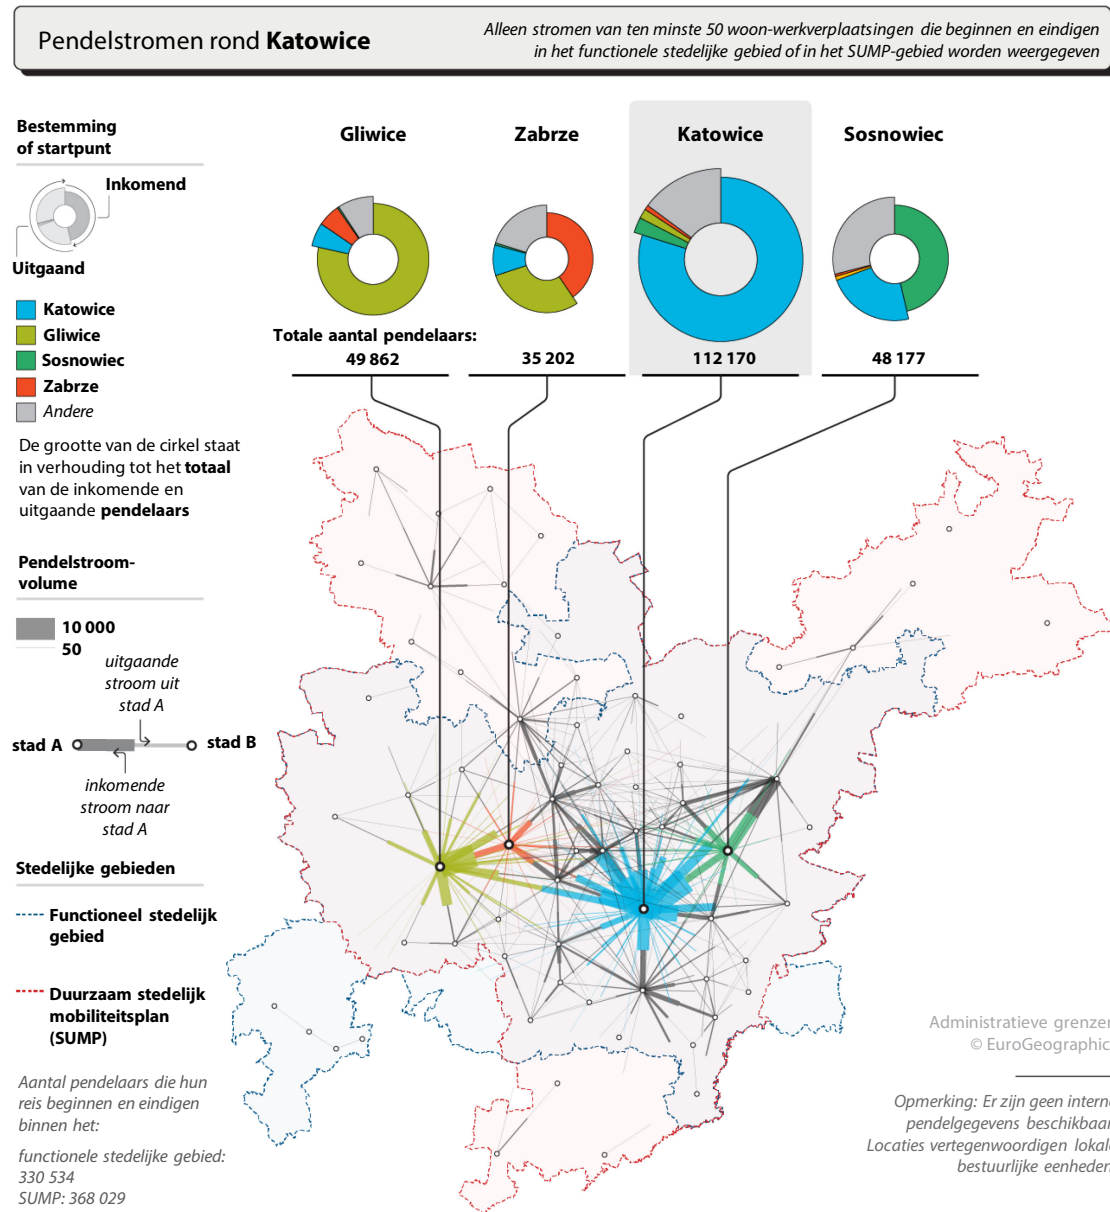 Pendelstromen rond Katowice
Alleen stromen van ten minste 50 woon-werkverplaatsingen die beginnen en eindigen
in het functionele stedelijke gebied of in het SUMP-gebied worden weergegeven
Bestemming
of startpunt
Inkomend
Uitgaand
Katowice
Gliwice
Sosnowiec
Zabrze
Andere
De grootte van de cirkel staat
in verhouding tot het totaal
van de inkomende en
uitgaande pendelaars
Gliwice
Zabrze
Katowice
Sosnowiec
Totale aantal pendelaars:
49 862
35 202
112 170
48 177
Pendelstroom-
volume
10 000
50
uitgaande
stroom uit
stad A
stad A
stad B
inkomende
stroom naar
stad A
Stedelijke gebieden
Functioneel stedelijk
gebied
Duurzaam stedelijk
mobiliteitsplan
(SUMP)
Aantal pendelaars die hun
reis beginnen en eindigen
binnen het:
functionele stedelijke gebied:
330 534
SUMP: 368 029
Administratieve grenzen
© EuroGeographic
Opmerking: Er zijn geen interne
pendelgegevens beschikbaar
Locaties vertegenwoordigen lokale
bestuurlijke eenheden